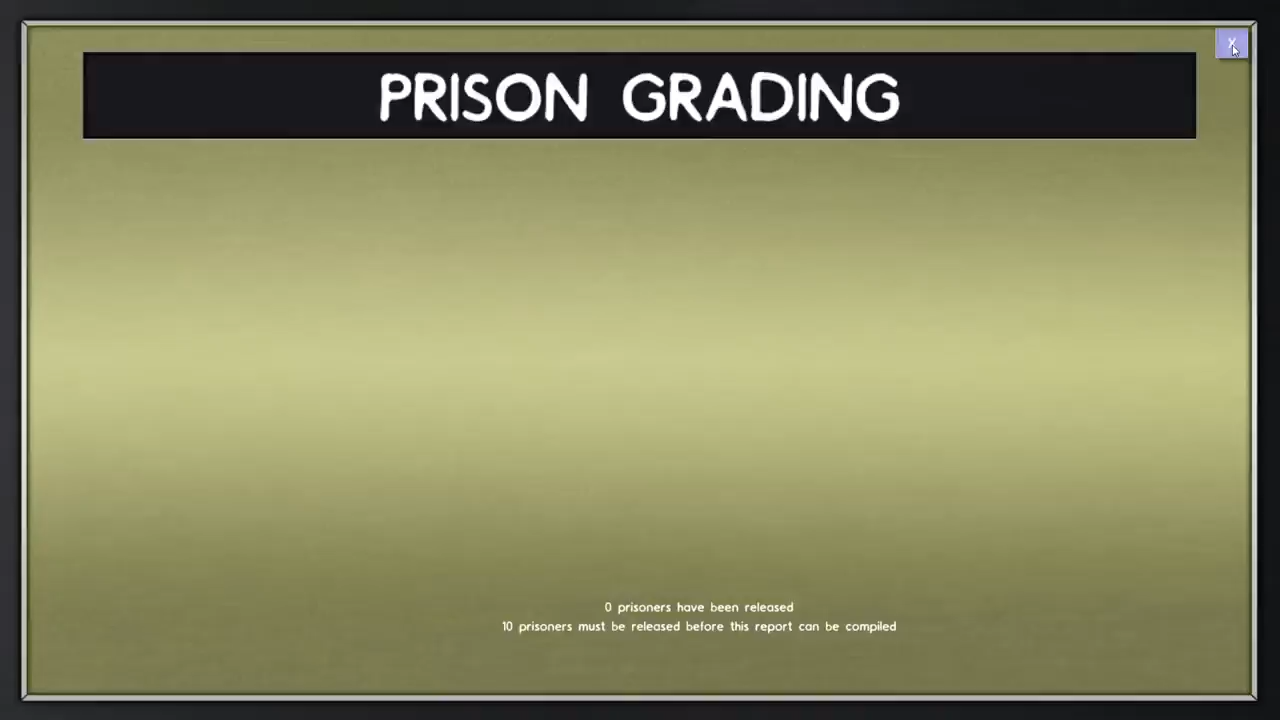 X
PRISON GRADING
0 prisoners have been released
10 prisoners must be released before this report can be compiled